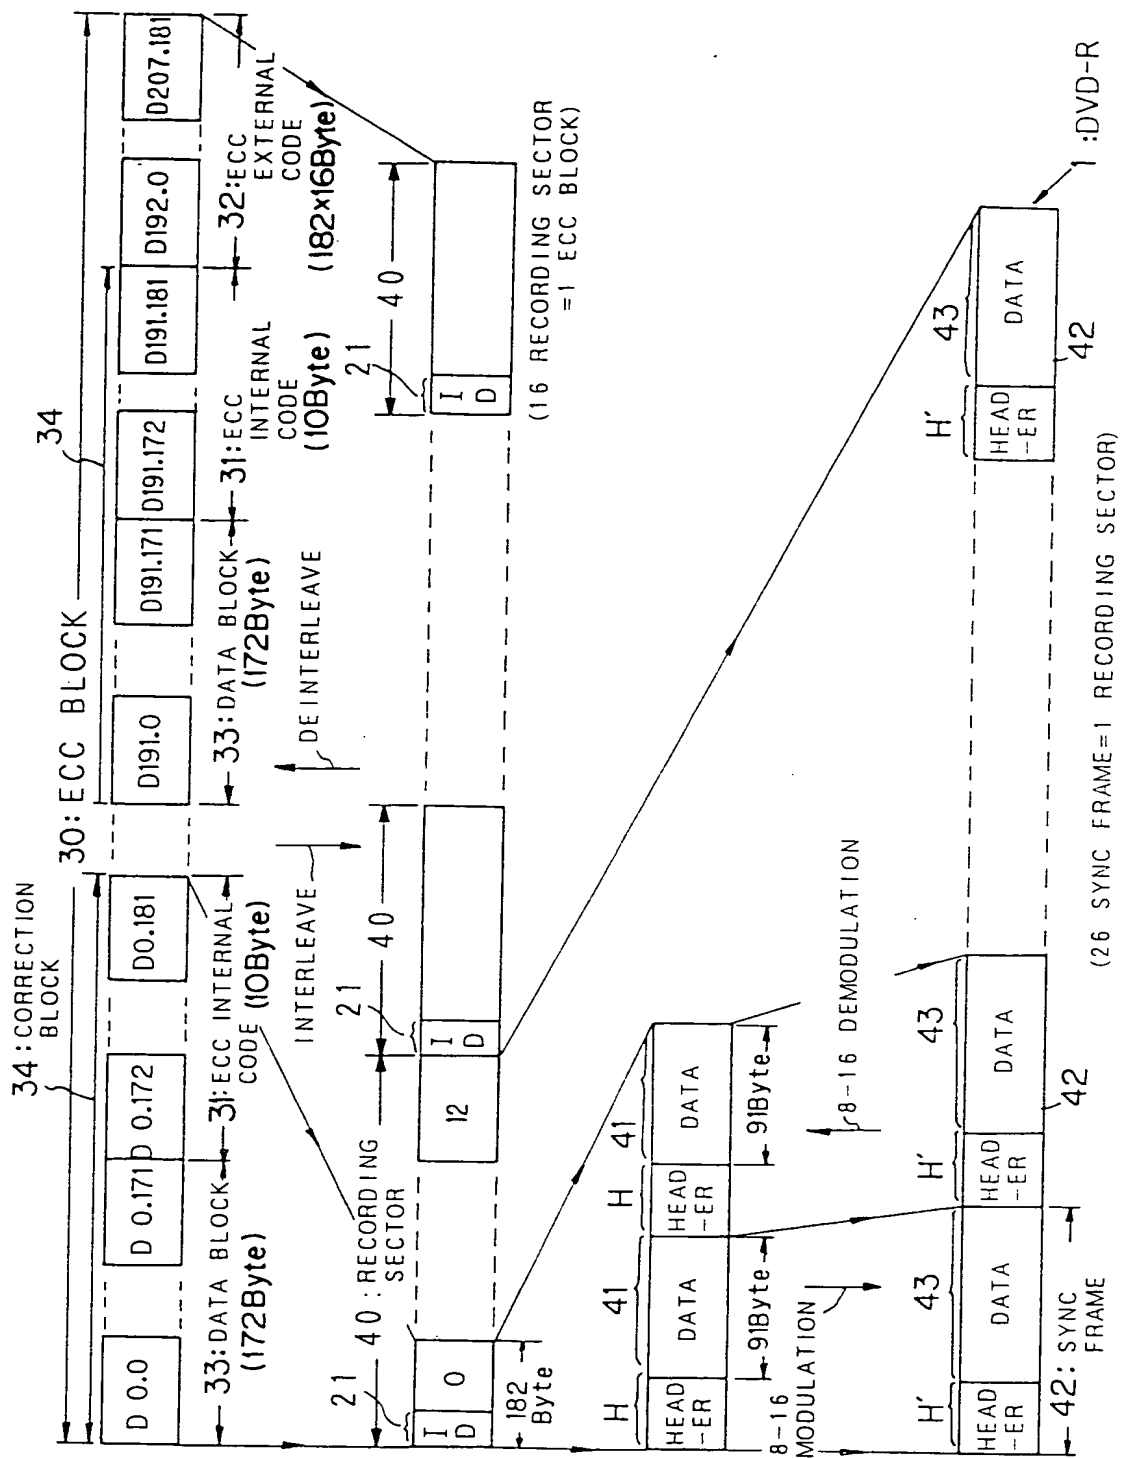 30: ECC BLOCK
34: CORRECTION
BLOCK
34
D 0.0
D 0.171
D 0.172
D0.181
D191.0
D191.171
D191.172
D191.181
D192.0
D207.181
33: DATA BLOCK
(172Byte)
31: ECC INTERNAL
CODE (10Byte)
33: DATA BLOCK
(172Byte)
31: ECC
INTERNAL
CODE
(10Byte)
32: ECC
EXTERNAL
CODE
(182×16Byte)
INTERLEAVE
DEINTERLEAVE
21
40: RECORDING
SECTOR
21
40
21
40
I
D
0
12
I
D
I
D
182
Byte
(16 RECORDING SECTOR
=1 ECC BLOCK)
H
41
H
41
HEAD
-ER
DATA
HEAD
-ER
DATA
91Byte
91Byte
8-16
MODULATION
8-16 DEMODULATION
H'
43
H'
43
H'
43
HEAD
-ER
DATA
HEAD
-ER
DATA
HEAD
-ER
DATA
42: SYNC
FRAME
42
42
1 :DVD-R
(26 SYNC FRAME=1 RECORDING SECTOR)